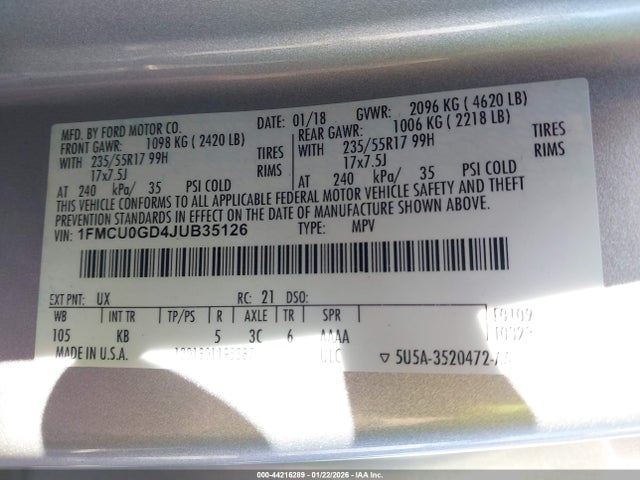 MFD. BY FORD MOTOR CO. DATE: 01/18 GVWR: 2096 KG ( 4620 LB)
FRONT GAWR: 1098 KG ( 2420 LB) REAR GAWR: 1006 KG ( 2218 LB)
WITH 235/55R17 99H TIRES WITH 235/55R17 99H TIRES
17x7.5J RIMS 17x7.5J RIMS
AT 240 kPa/ 35 PSI COLD AT 240 kPa/ 35 PSI COLD
THIS VEHICLE CONFORMS TO ALL APPLICABLE FEDERAL MOTOR VEHICLE SAFETY AND THEFT
PREVENTION STANDARDS IN EFFECT ON THE DATE OF MANUFACTURE SHOWN ABOVE.
VIN: 1FMCU0GD4JUB35126 TYPE: MPV
EXT PNT: UX RC: 21 DSO:
WB INT TR TP/PS R AXLE TR SPR
105 KB 5 3C 6 AAAA
MADE IN U.S.A. ULC ▽ 5U5A-3520472-
000-44216289 - 01/22/2026 - IAA Inc.